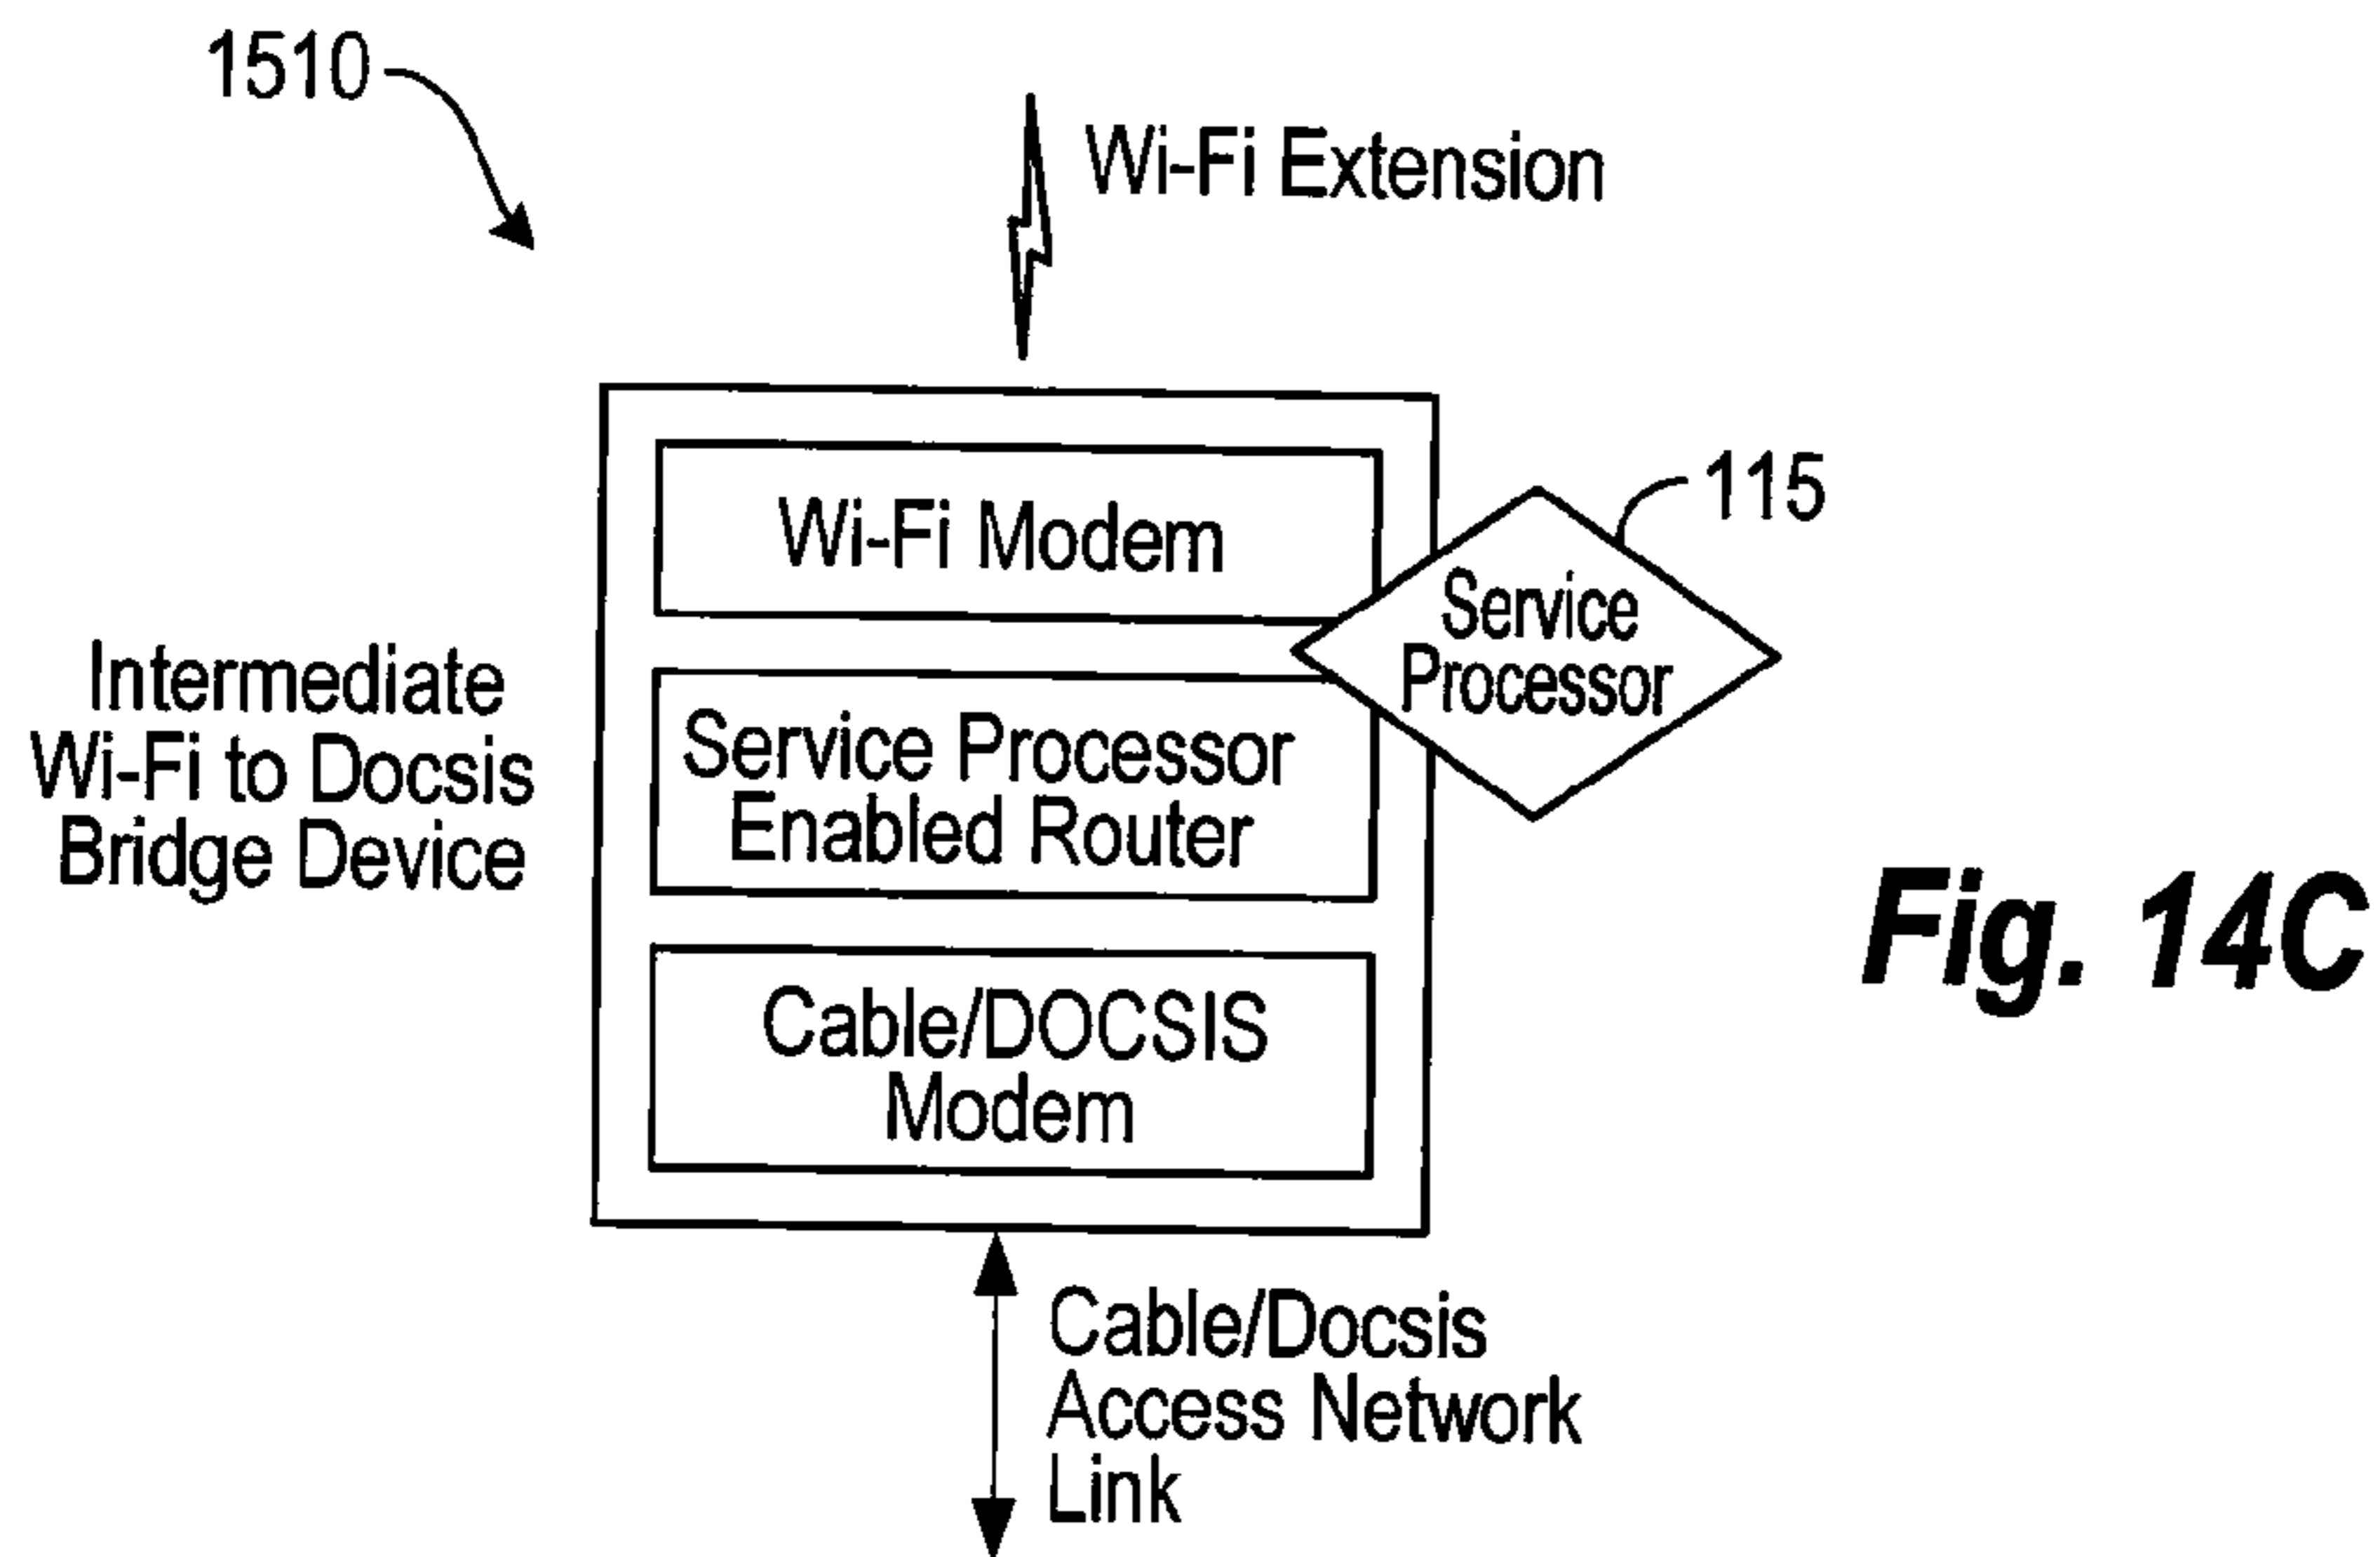 1510
Wi-Fi Extension
Wi-Fi Modem
115
Service
Processor
Intermediate
Wi-Fi to Docsis
Bridge Device
Service Processor
Enabled Router
Fig. 14C
Cable/DOCSIS
Modem
Cable/Docsis
Access Network
Link